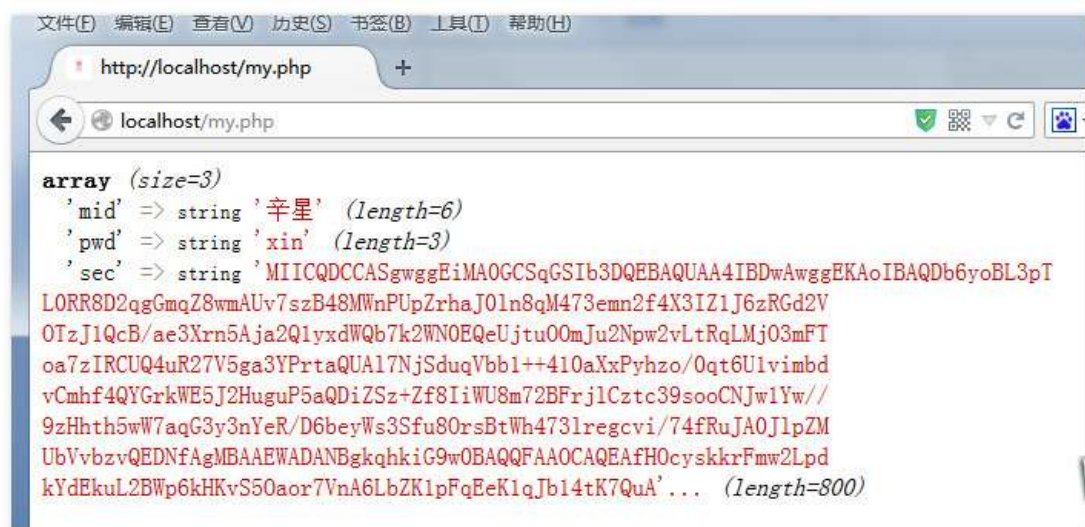 文件(F) 编辑(E) 查看(V) 历史(S) 书签(B) 工具(T) 帮助(H)
http://localhost/my.php +
localhost/my.php
array (size=3)
'mid' => string '辛星' (length=6)
'pwd' => string 'xin' (length=3)
'sec' => string 'MIICQDCCASgwggEiMA0GCSqGSIb3DQEBAQUAA4IBDwAwggEKAoIBAQDb6yoBL3pT
L0RR8D2qgGmqZ8wmAUv7szB48MWnPUpZrhaJ01n8qM473emn2f4X3IZ1J6zRGd2V
OTzJ1QcB/ae3Xrn5Aja2QlyxdWQb7k2WN0EQeUjtuOOmJu2Npw2vLtRqLMj03mFT
oa7zIRCUQ4uR27V5ga3YPrtaQUAl7NjSduqVbb1++410aXxPyhzo/0qt6U1vimbd
vCmhf4QYGrkWE5J2HuguP5aQDiZSz+Zf8IiWU8m72BFrjlCztc39sooCNJw1Yw//
9zHhth5wW7aqG3y3nYeR/D6beyWs3Sfu80rsBtWh473lregcvi/74fRuJA0JlpZM
UbVvbzvQEDNfAgMBAAEWADANBgkqhkiG9w0BAQQFAAOCAQEAfHOcyskkrFmw2Lpd
kYdEkuL2BWp6kHKvS50aor7VnA6LbZK1pFqEeK1qJb14tK7QuA'... (length=800)